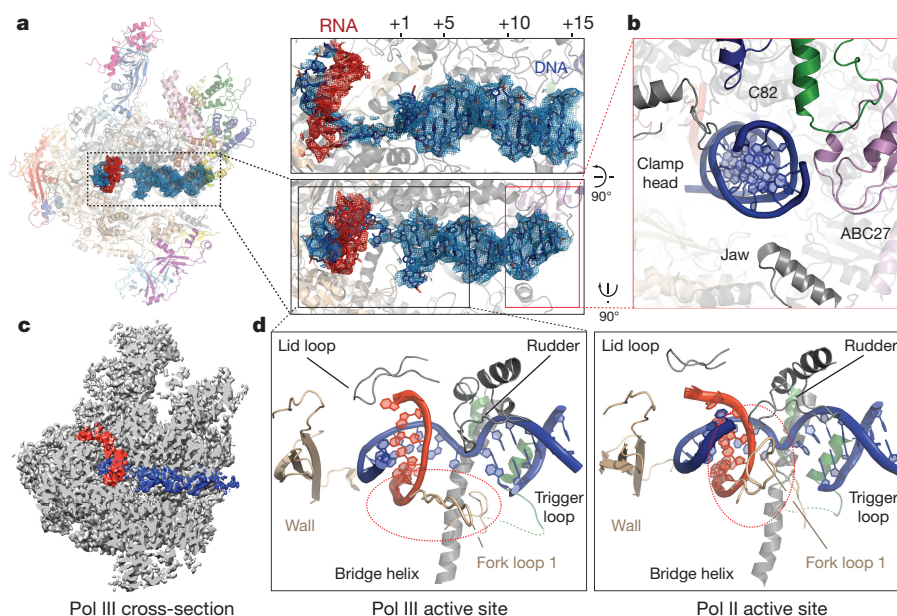 a
RNA
+1
+5
+10
+15
DNA
90°
90°
b
C82
Clamp
head
ABC27
Jaw
c
Pol III cross-section
d
Lid loop
Rudder
Wall
Trigger
loop
Fork loop 1
Bridge helix
Pol III active site
Lid loop
Rudder
Wall
Trigger
loop
Fork loop 1
Bridge helix
Pol II active site